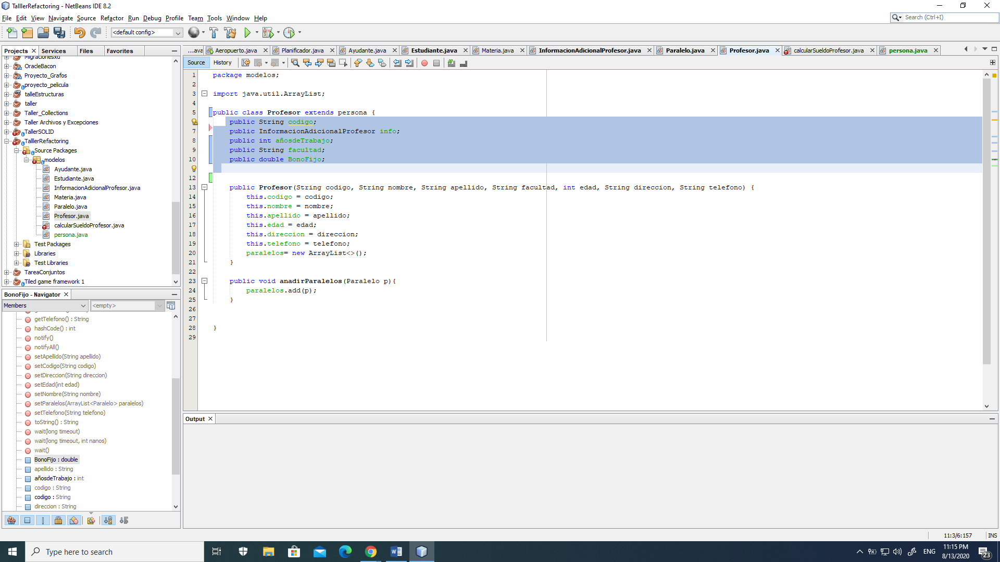 TalllerRefactoring - NetBeans IDE 8.2
File Edit View Navigate Source Refactor Run Debug Profile Team Tools Window Help
Search (Ctrl+I)
<default config>
Projects Services Files Favorites
...ava Aeropuerto.java Planificador.java Ayudante.java Estudiante.java Materia.java InformacionAdicionalProfesor.java Paralelo.java Profesor.java calcularSueldoProfesor.java persona.java
Source History
Migracionesxd
OracleBacon
Proyecto_Grafos
proyecto_pelicula
talleEstructuras
taller
Taller_Collections
Taller Archivos y Excepciones
TallerSOLID
TalllerRefactoring
Source Packages
modelos
Ayudante.java
Estudiante.java
InformacionAdicionalProfesor.java
Materia.java
Paralelo.java
Profesor.java
calcularSueldoProfesor.java
persona.java
Test Packages
Libraries
Test Libraries
TareaConjuntos
Tiled game framework 1
1 package modelos;
2
3 import java.util.ArrayList;
4
5 public class Profesor extends persona {
public String codigo;
7 public InformacionAdicionalProfesor info;
8 public int añosdeTrabajo;
9 public String facultad;
10 public double BonoFijo;
12
13 public Profesor(String codigo, String nombre, String apellido, String facultad, int edad, String direccion, String telefono) {
14 this.codigo = codigo;
15 this.nombre = nombre;
16 this.apellido = apellido;
17 this.edad = edad;
18 this.direccion = direccion;
19 this.telefono = telefono;
20 paralelos= new ArrayList<>();
21 }
22
23 public void anadirParalelos(Paralelo p){
24 paralelos.add(p);
25 }
26
27
28 }
29
BonoFijo - Navigator
Members <empty>
getTelefono() : String
hashCode() : int
notify()
notifyAll()
setApellido(String apellido)
setCodigo(String codigo)
setDireccion(String direccion)
setEdad(int edad)
setNombre(String nombre)
setParalelos(ArrayList<Paralelo> paralelos)
setTelefono(String telefono)
toString() : String
wait(long timeout)
wait(long timeout, int nanos)
wait()
BonoFijo : double
apellido : String
añosdeTrabajo : int
codigo : String
codigo : String
direccion : String
Output
11:3/6:157 INS
Type here to search
ENG
11:15 PM
8/13/2020
23